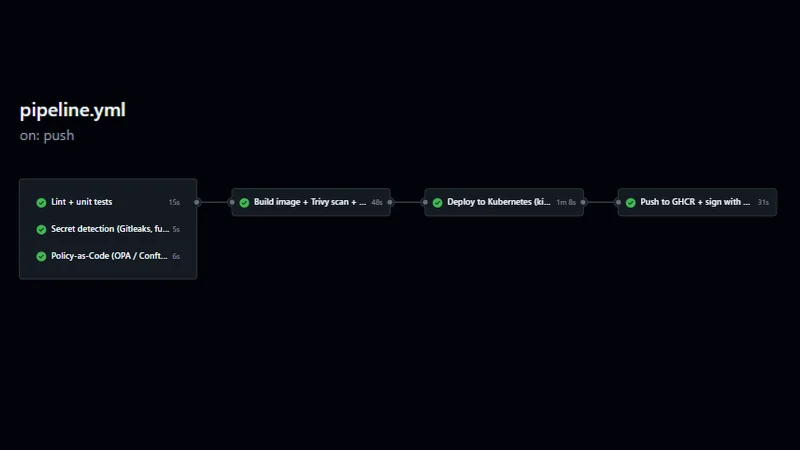 pipeline.yml
on: push
Lint + unit tests 15s
Secret detection (Gitleaks, fu... 5s
Policy-as-Code (OPA / Conft... 6s
Build image + Trivy scan + ... 48s
Deploy to Kubernetes (ki... 1m 8s
Push to GHCR + sign with ... 31s